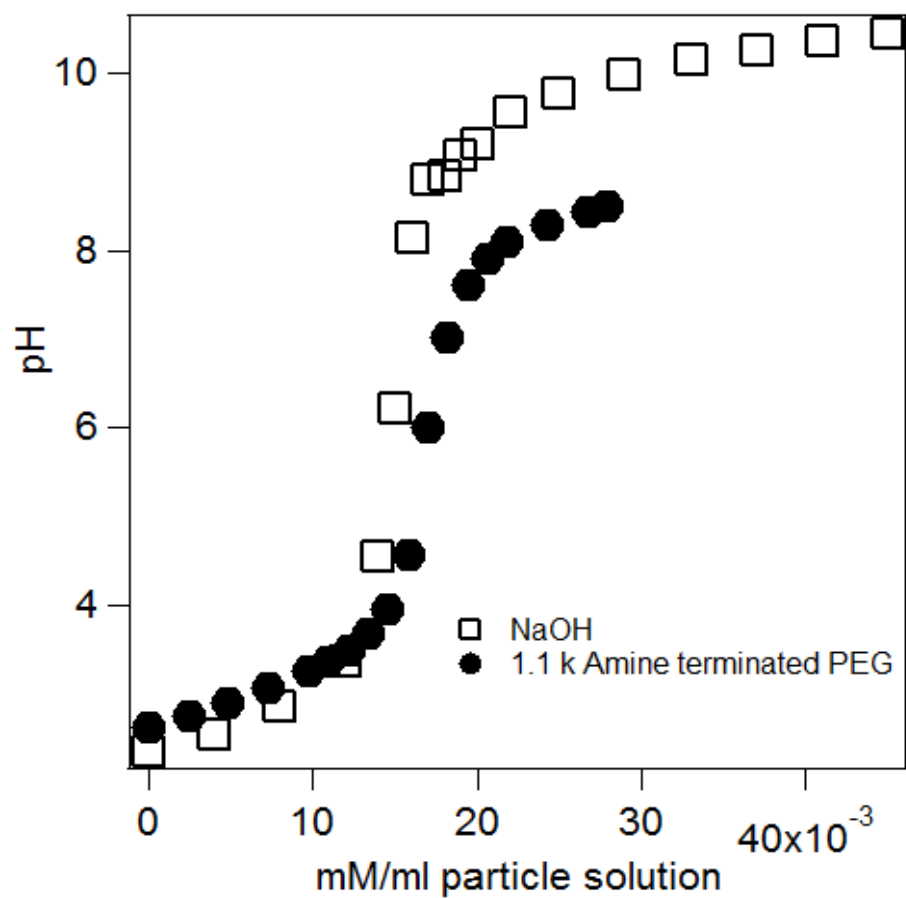 10
8
6
4
pH
NaOH
1.1 k Amine terminated PEG
0 10 20 30 40x10⁻³
mM/ml particle solution